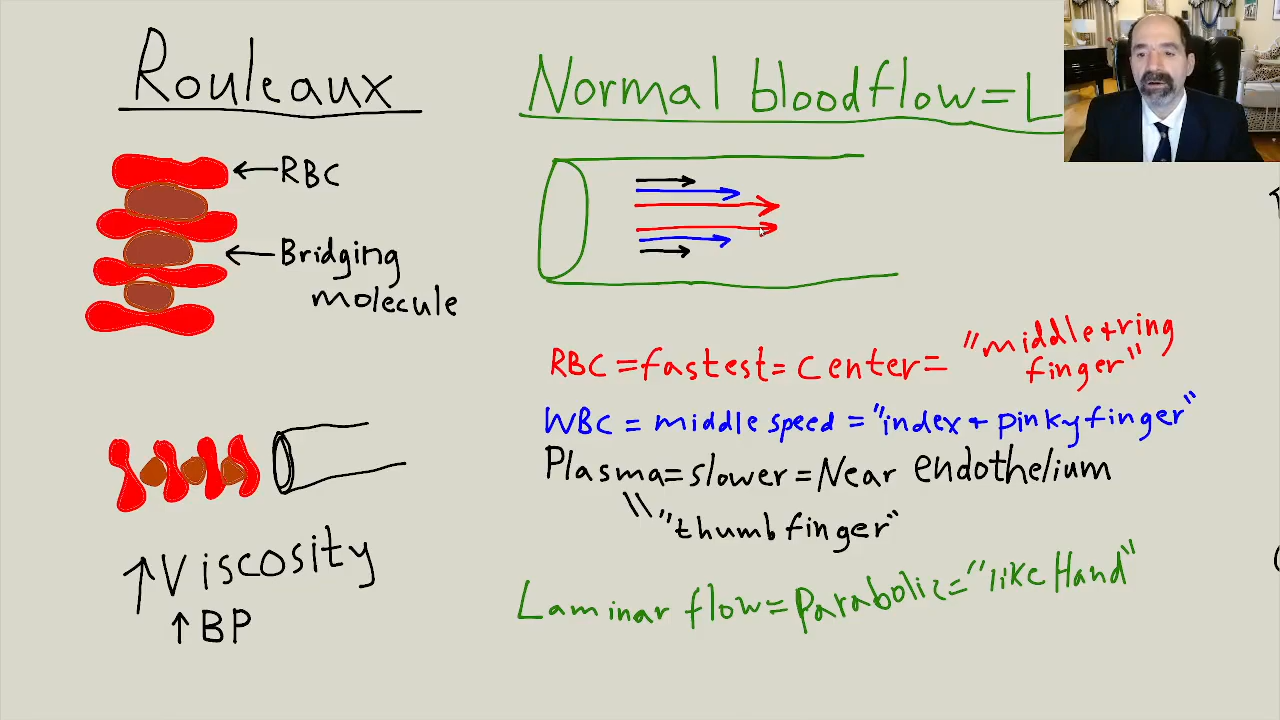 Rouleaux
← RBC
← Bridging
molecule
↑ Viscosity
↑ BP
Normal bloodflow = L
RBC = fastest = center = "middle + ring
finger"
WBC = middle speed = "index + pinky finger"
Plasma = slower = Near endothelium
\\ "thumb finger"
Laminar flow = Parabolic = "like Hand"